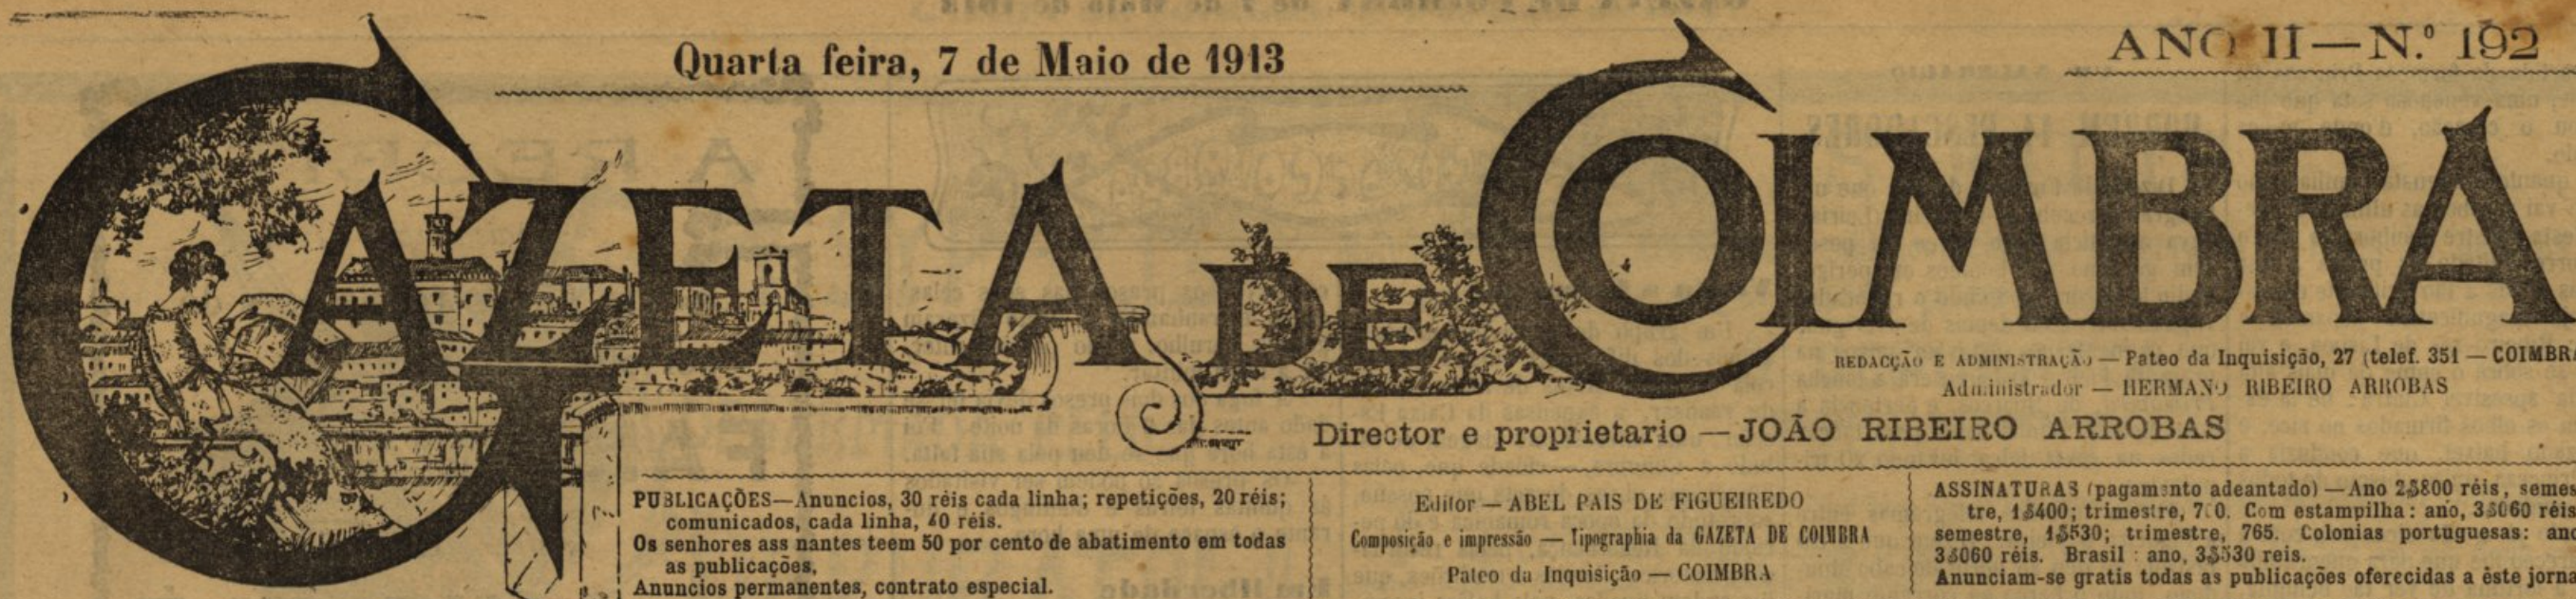 Quarta feira, 7 de Maio de 1913
ANO II—N.º 192
GAZETA DE COIMBRA
REDACÇÃO E ADMINISTRAÇÃO — Pateo da Inquisição, 27 (telef. 351 — COIMBRA
Administrador — HERMANO RIBEIRO ARROBAS
Director e proprietario — JOÃO RIBEIRO ARROBAS
PUBLICAÇÕES—Anuncios, 30 réis cada linha; repetições, 20 réis;
comunicados, cada linha, 40 réis.
Os senhores ass nantes teem 50 por cento de abatimento em todas
as publicações,
Anuncios permanentes, contrato especial.
Editor — ABEL PAIS DE FIGUEIREDO
Composição e impressão — Tipographia da GAZETA DE COIMBRA
Pateo da Inquisição — COIMBRA
ASSINATURAS (pagamento adeantado) — Ano 2$800 réis, semes
tre, 1$400; trimestre, 700. Com estampilha: ano, 3$060 réis
semestre, 1$530; trimestre, 765. Colonias portuguesas: ano
3$060 réis. Brasil : ano, 3$530 reis.
Anunciam-se gratis todas as publicações oferecidas a êste jorna